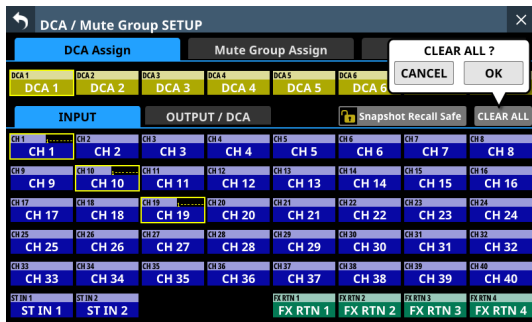 DCA / Mute Group SETUP
DCA Assign Mute Group Assign
CLEAR ALL ?
CANCEL OK
DCA 1 DCA 2 DCA 3 DCA 4 DCA 5 DCA 6
DCA 1 DCA 2 DCA 3 DCA 4 DCA 5 DCA 6
INPUT OUTPUT / DCA Snapshot Recall Safe CLEAR ALL
CH 1 1 CH 2 CH 3 CH 4 CH 5 CH 6 CH 7 CH 8
CH 1 CH 2 CH 3 CH 4 CH 5 CH 6 CH 7 CH 8
CH 9 CH 10 1 CH 11 CH 12 CH 13 CH 14 CH 15 CH 16
CH 9 CH 10 CH 11 CH 12 CH 13 CH 14 CH 15 CH 16
CH 17 CH 18 CH 19 1 CH 20 CH 21 CH 22 CH 23 CH 24
CH 17 CH 18 CH 19 CH 20 CH 21 CH 22 CH 23 CH 24
CH 25 CH 26 CH 27 CH 28 CH 29 CH 30 CH 31 CH 32
CH 25 CH 26 CH 27 CH 28 CH 29 CH 30 CH 31 CH 32
CH 33 CH 34 CH 35 CH 36 CH 37 CH 38 CH 39 CH 40
CH 33 CH 34 CH 35 CH 36 CH 37 CH 38 CH 39 CH 40
ST IN 1 ST IN 2 FX RTN 1 FX RTN 2 FX RTN 3 FX RTN 4
ST IN 1 ST IN 2 FX RTN 1 FX RTN 2 FX RTN 3 FX RTN 4